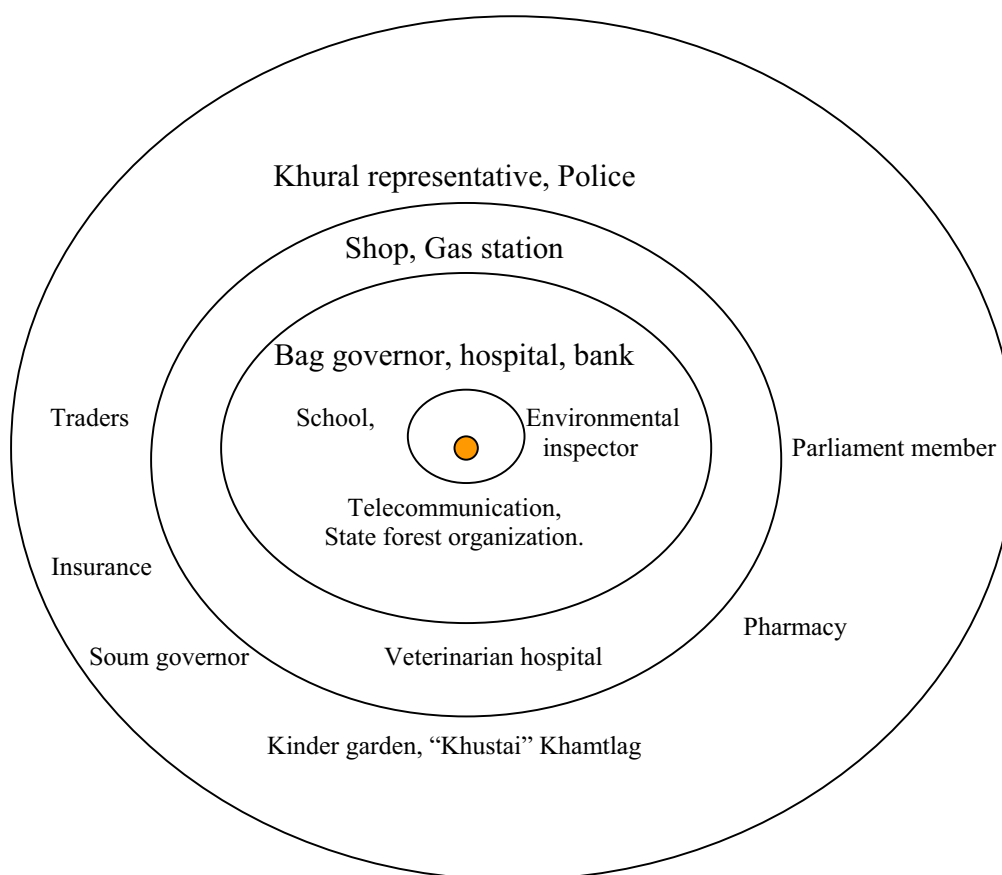 Khural representative, Police
Shop, Gas station
Bag governor, hospital, bank
Traders
School,
Environmental
inspector
Parliament member
Telecommunication,
State forest organization.
Insurance
Pharmacy
Soum governor
Veterinarian hospital
Kinder garden, “Khustai” Khamtlag